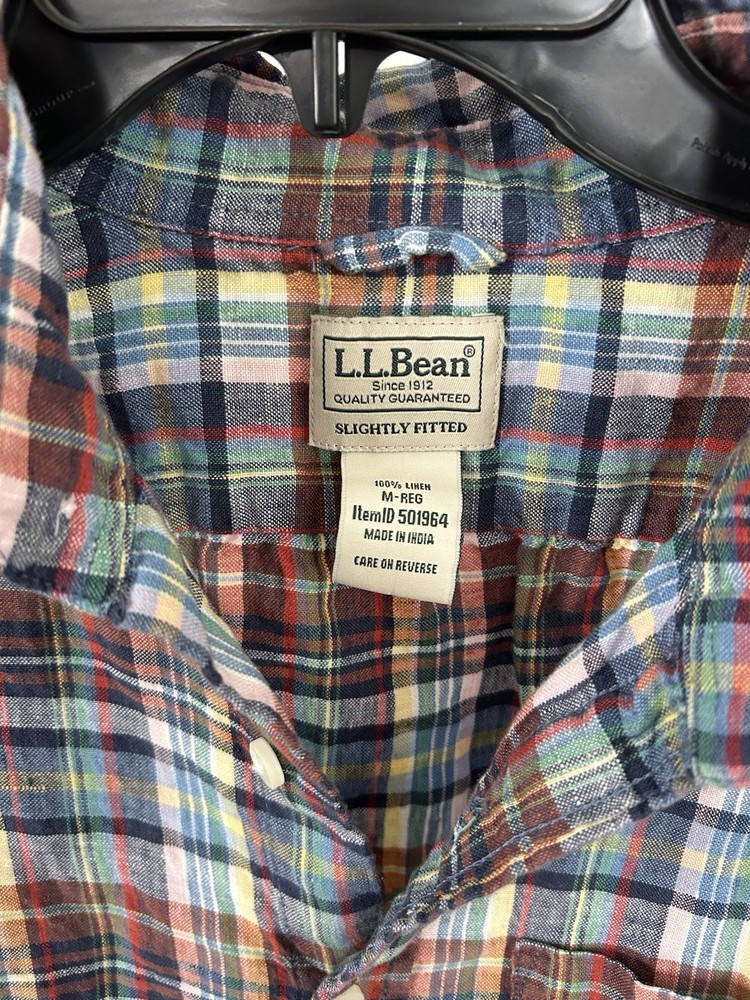 L.L.Bean®
Since 1912
QUALITY GUARANTEED
SLIGHTLY FITTED
100% LINEN
M-REG
ItemID 501964
MADE IN INDIA
CARE ON REVERSE